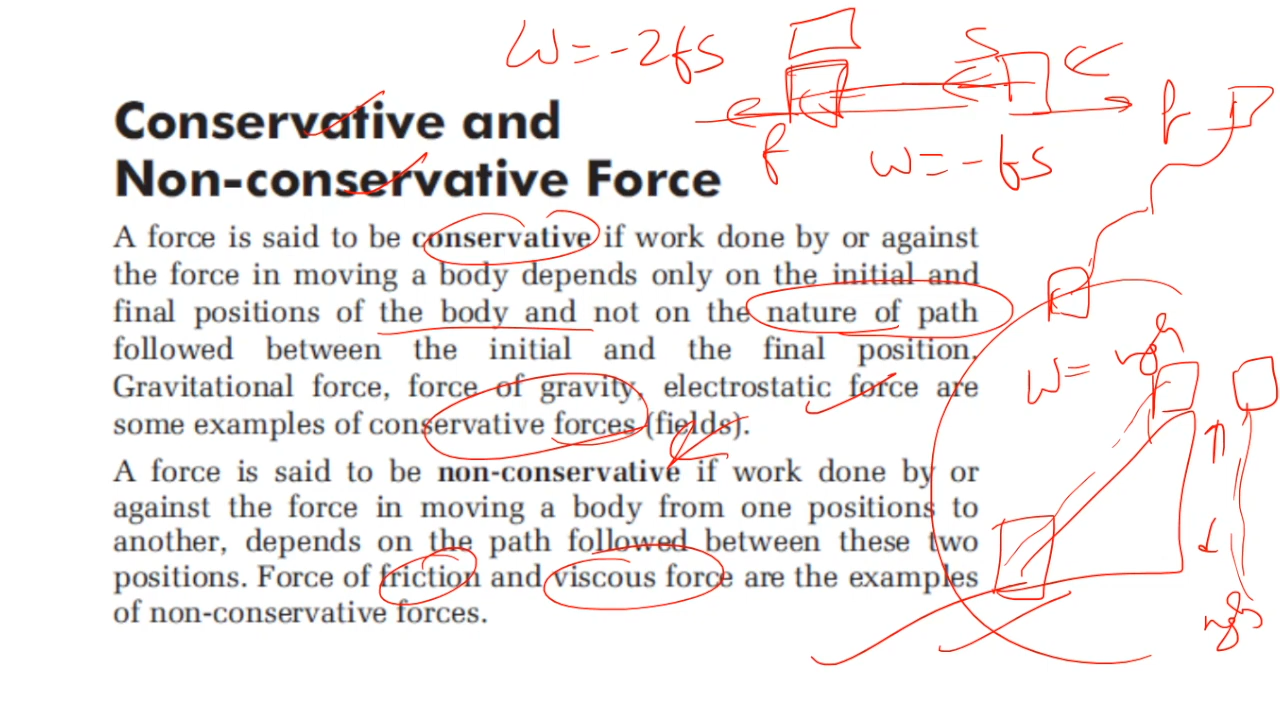 W = -2fs
S
f
f
W = -fs
Conservative and
Non-conservative Force
A force is said to be conservative if work done by or against
the force in moving a body depends only on the initial and
final positions of the body and not on the nature of path
followed between the initial and the final position.
Gravitational force, force of gravity, electrostatic force are
some examples of conservative forces (fields).
W = mgh
A force is said to be non-conservative if work done by or
against the force in moving a body from one positions to
another, depends on the path followed between these two
positions. Force of friction and viscous force are the examples
of non-conservative forces.
mgh